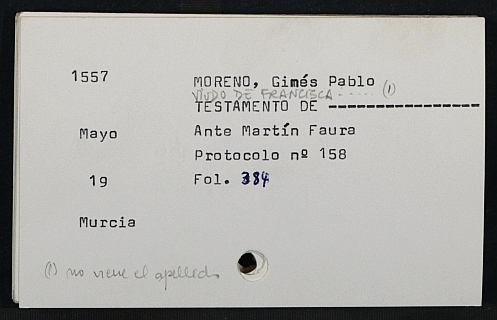 1557 MORENO, Ginés Pablo
VIUDO DE FRANCISCA ..... (1)
TESTAMENTO DE -----------------
Mayo Ante Martín Faura
Protocolo nº 158
19 Fol. 384
Murcia
(1) no viene el apellido